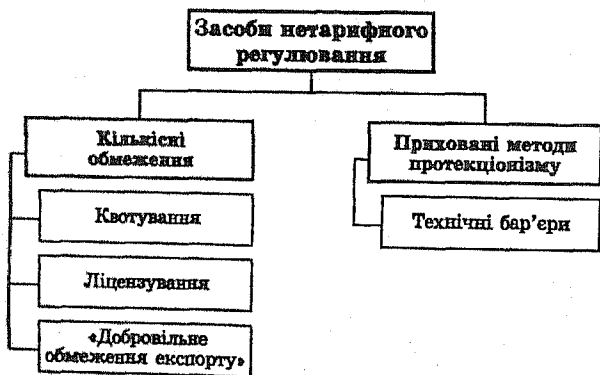 Засоби нетарифного
регулювання
Кількісні
обмеження
Квотування
Ліцензування
«Добровільне
обмеження експорту»
Приховані методи
протекціонізму
Технічні бар’єри